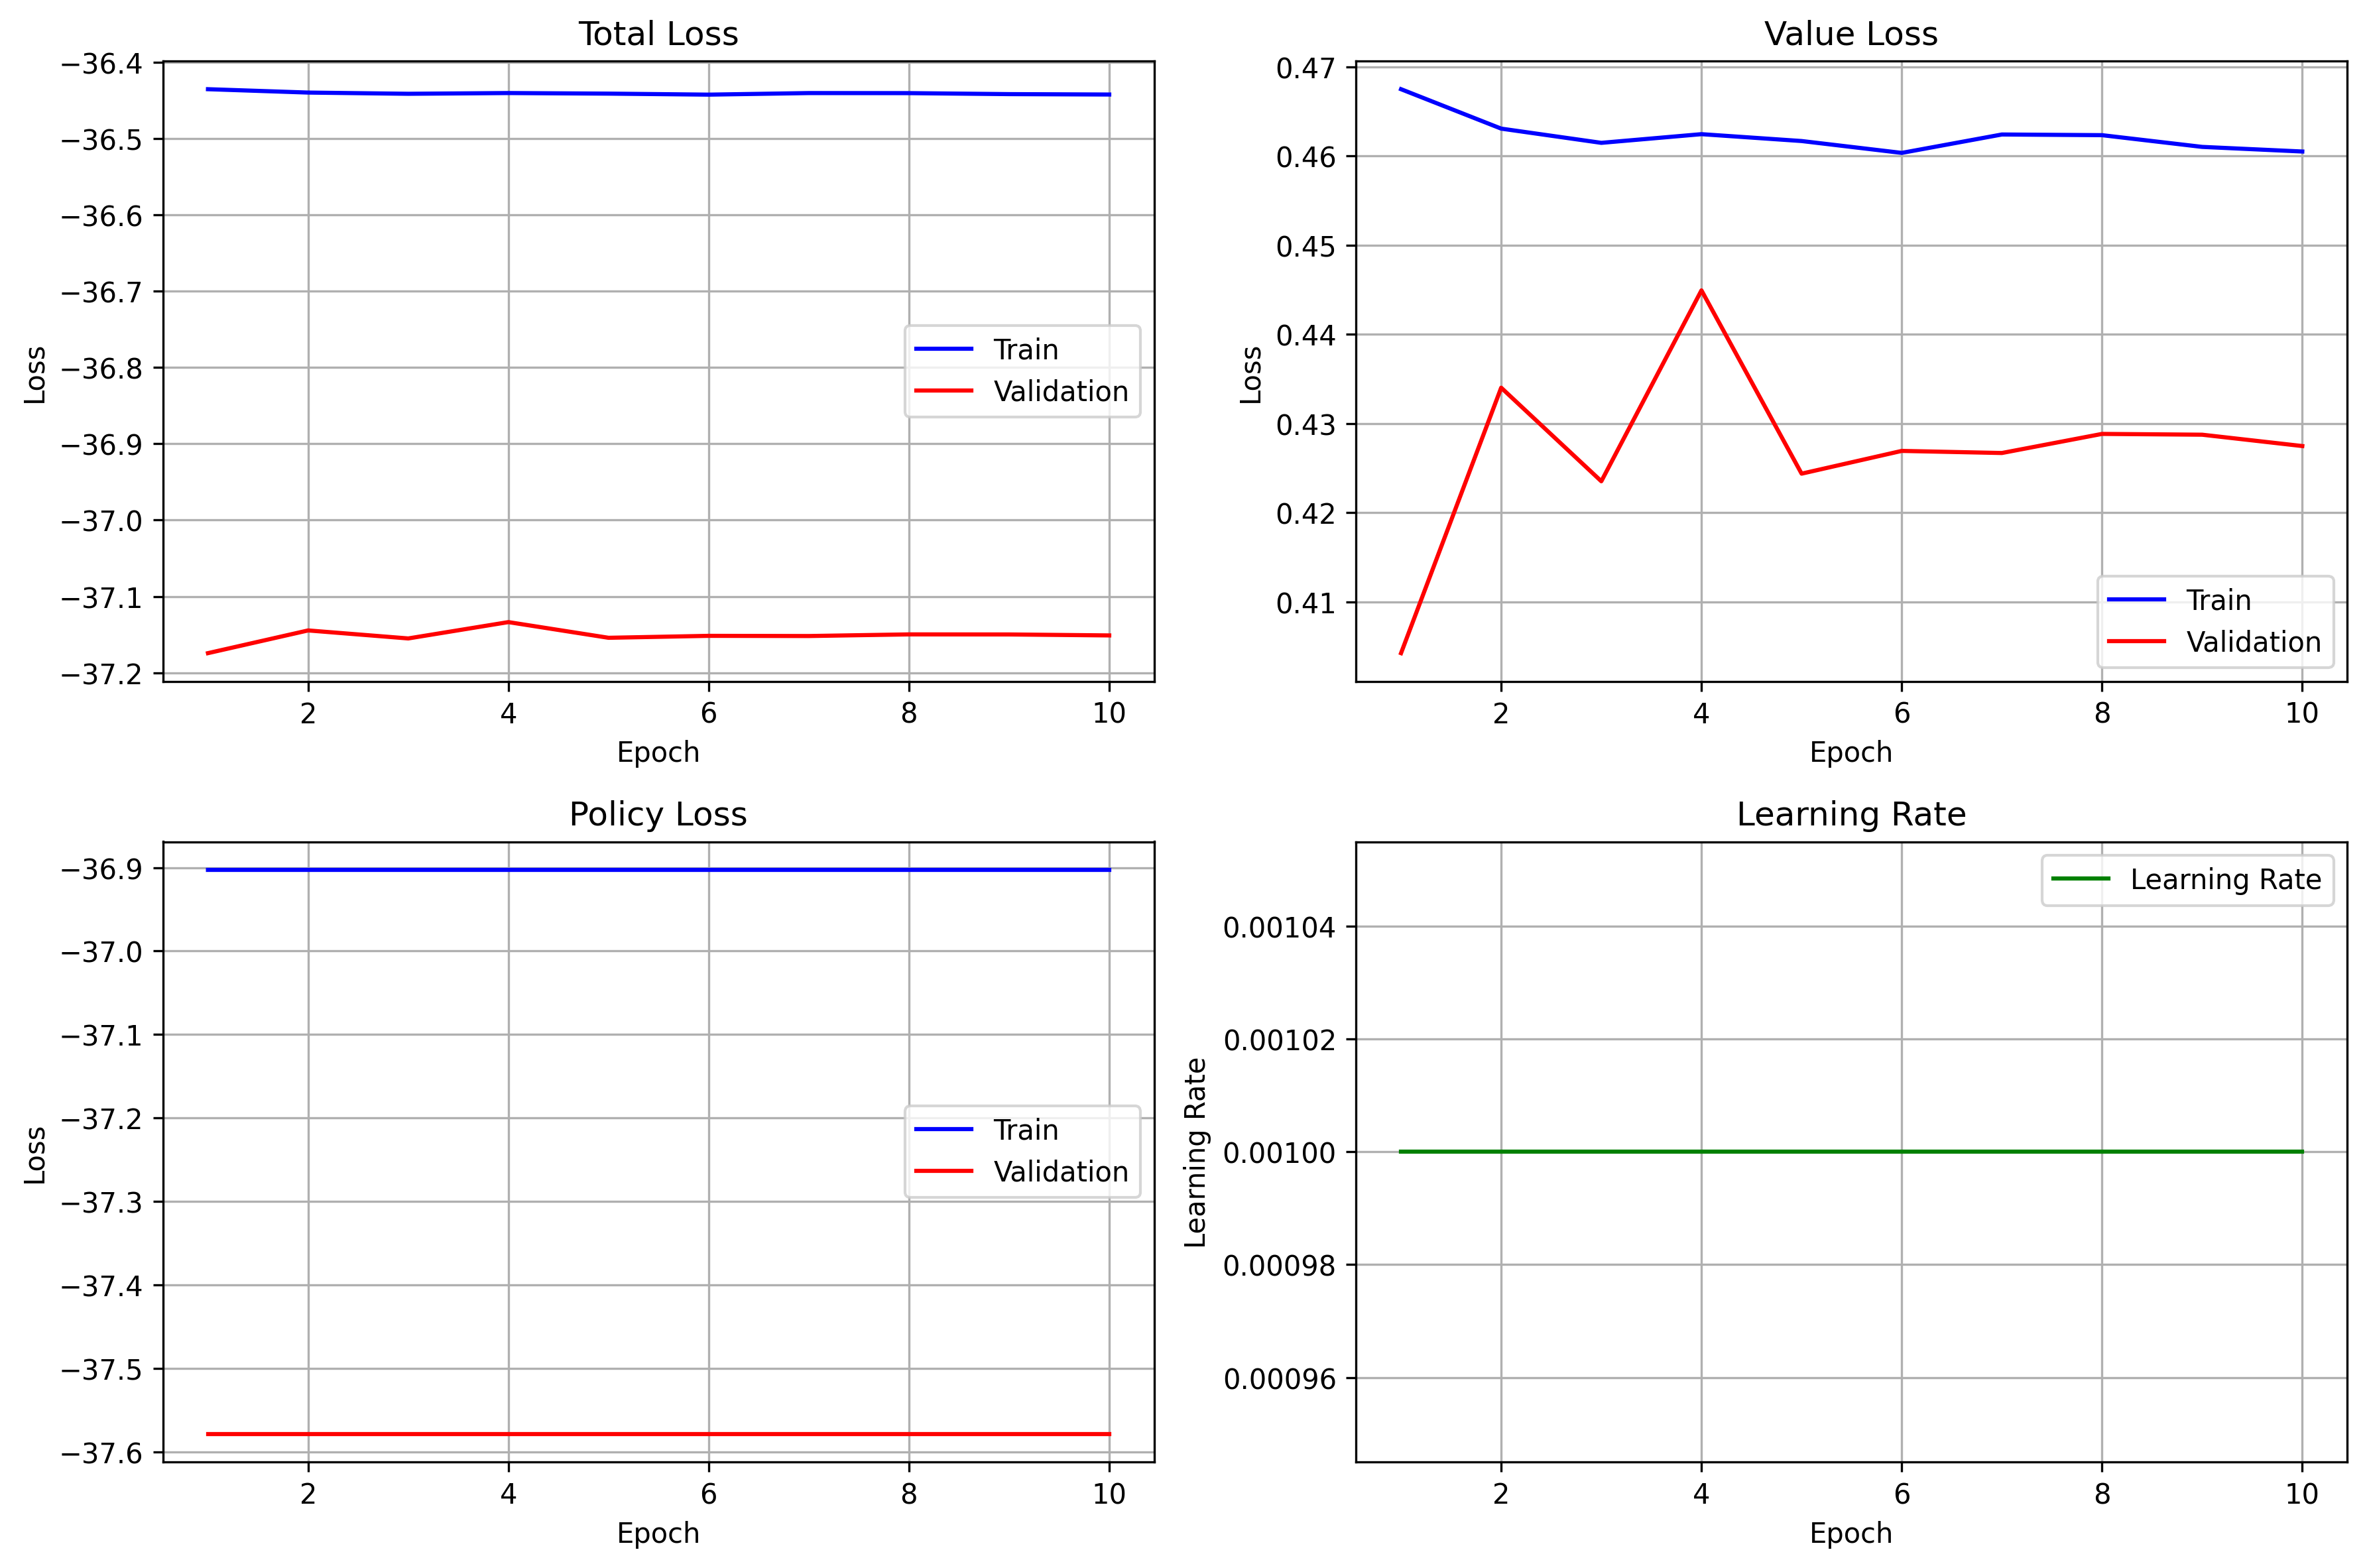 Total Loss
−36.4
−36.5
−36.6
−36.7
−36.8
−36.9
−37.0
−37.1
−37.2
Loss
2 4 6 8 10
Epoch
Train
Validation
Value Loss
0.47
0.46
0.45
0.44
0.43
0.42
0.41
Loss
2 4 6 8 10
Epoch
Train
Validation
Policy Loss
−36.9
−37.0
−37.1
−37.2
−37.3
−37.4
−37.5
−37.6
Loss
2 4 6 8 10
Epoch
Train
Validation
Learning Rate
0.00104
0.00102
0.00100
0.00098
0.00096
Learning Rate
2 4 6 8 10
Epoch
Learning Rate